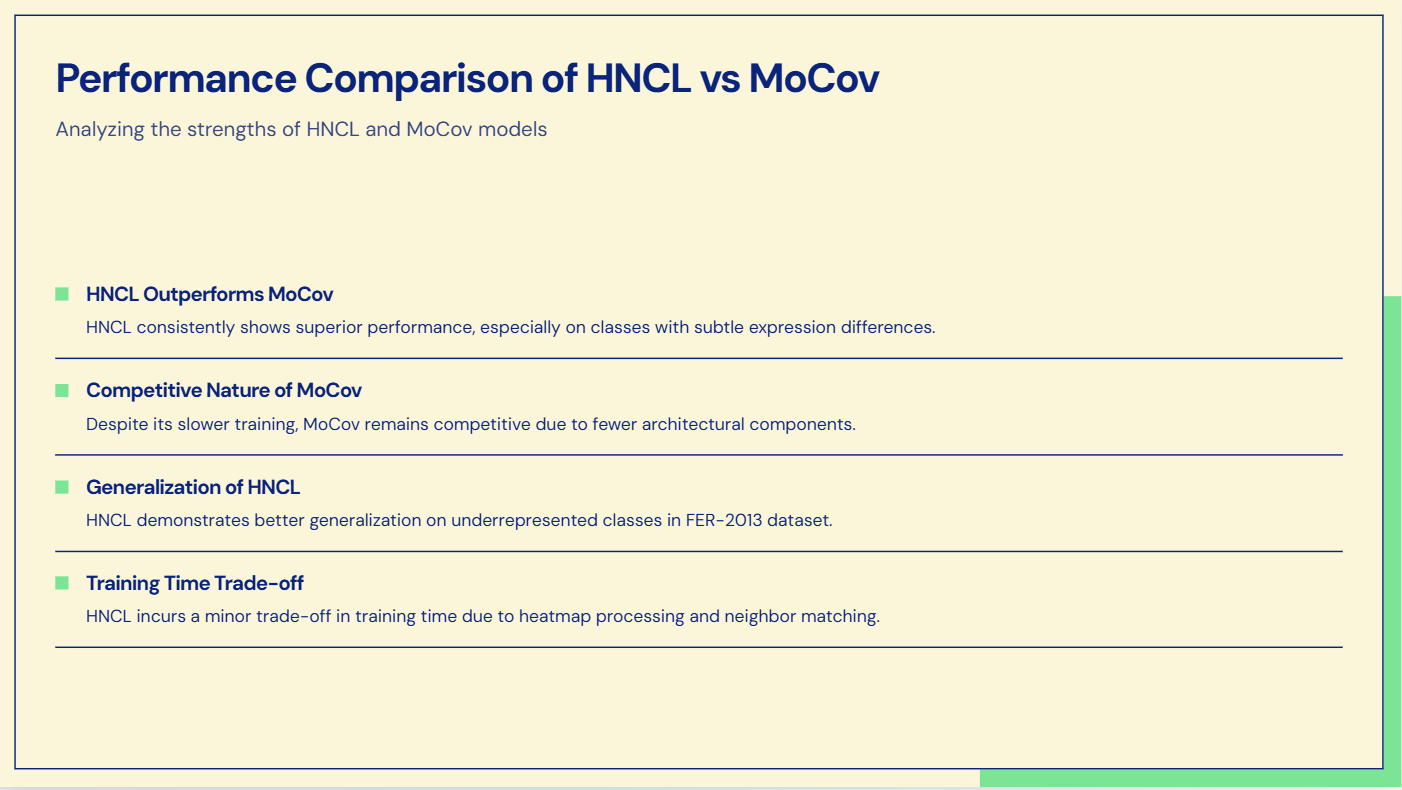 Performance Comparison of HNCL vs MoCov
Analyzing the strengths of HNCL and MoCov models
HNCL Outperforms MoCov
HNCL consistently shows superior performance, especially on classes with subtle expression differences.
Competitive Nature of MoCov
Despite its slower training, MoCov remains competitive due to fewer architectural components.
Generalization of HNCL
HNCL demonstrates better generalization on underrepresented classes in FER-2013 dataset.
Training Time Trade-off
HNCL incurs a minor trade-off in training time due to heatmap processing and neighbor matching.